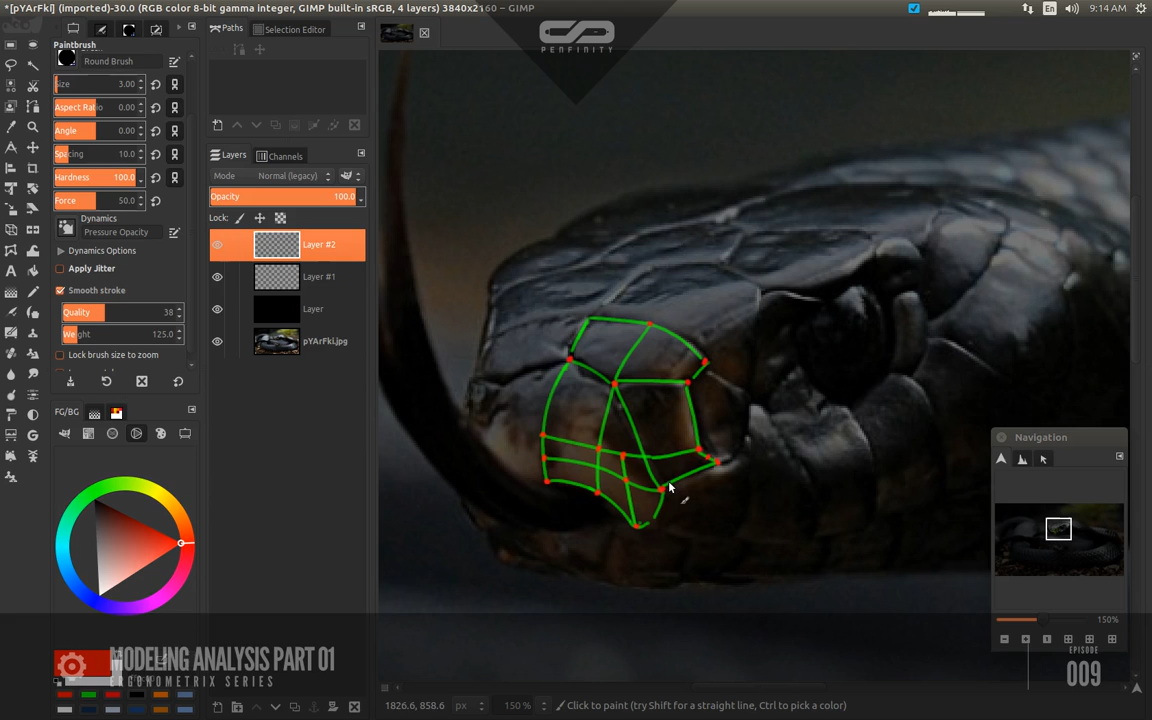 *[pYArFki] (imported)-30.0 (RGB color 8-bit gamma integer, GIMP built-in sRGB, 4 layers) 3840x2160 – GIMP
En
9:14 AM
PENFINITY
Paintbrush
Round Brush
Size 3.00
Aspect Ratio 0.00
Angle 0.00
Spacing 10.0
Hardness 100.0
Force 50.0
Dynamics
Pressure Opacity
Dynamics Options
Apply Jitter
Smooth stroke
Quality 38
Weight 125.0
Lock brush size to zoom
FG/BG
Paths
Selection Editor
Layers
Channels
Mode Normal (legacy)
Opacity 100.0
Lock:
Layer #2
Layer #1
Layer
pYArFki.jpg
Navigation
150%
MODELING ANALYSIS PART 01
ERGONOMETRIX SERIES
EPISODE
009
1826.6, 858.6 px 150 % Click to paint (try Shift for a straight line, Ctrl to pick a color)